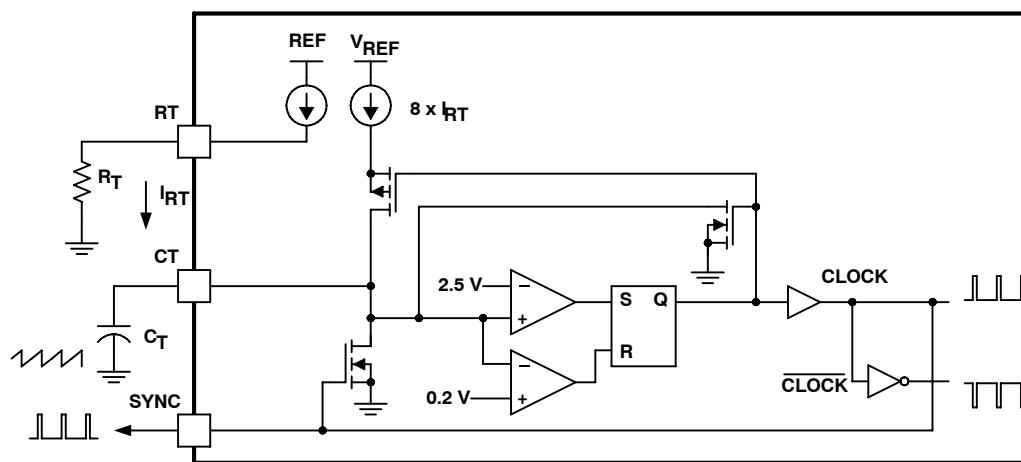 REF
VREF
RT
8 x IRT
RT
IRT
CT
2.5 V
−
+
S
Q
CLOCK
CT
R
−
0.2 V
+
CLOCK
SYNC